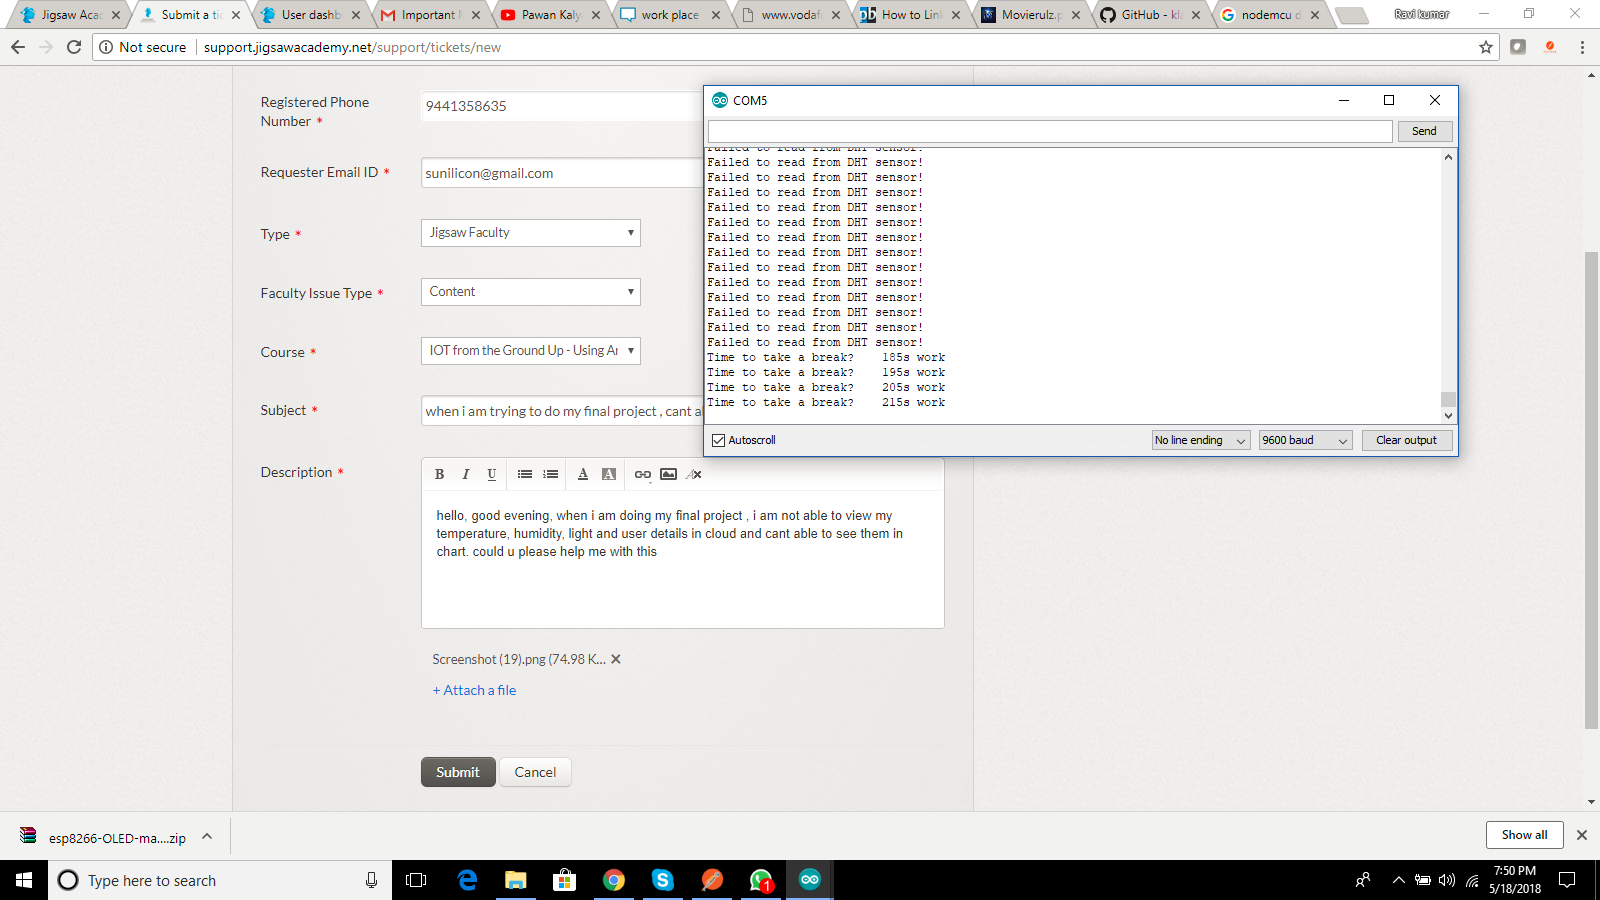 Jigsaw Acac
Submit a tic
User dashb
Important M
Pawan Kaly
work place
www.vodaf
How to Link
Movierulz.p
GitHub - kla
nodemcu d
Ravi kumar
Not secure
support.jigsawacademy.net/support/tickets/new
Registered Phone
Number *
9441358635
Requester Email ID *
sunilicon@gmail.com
Type *
Jigsaw Faculty
Faculty Issue Type *
Content
Course *
IOT from the Ground Up - Using Ar
Subject *
when i am trying to do my final project , cant ab
Description *
B I U
hello, good evening, when i am doing my final project , i am not able to view my
temperature, humidity, light and user details in cloud and cant able to see them in
chart. could u please help me with this
Screenshot (19).png (74.98 K...
+ Attach a file
Submit
Cancel
COM5
Send
Failed to read from DHT sensor!
Failed to read from DHT sensor!
Failed to read from DHT sensor!
Failed to read from DHT sensor!
Failed to read from DHT sensor!
Failed to read from DHT sensor!
Failed to read from DHT sensor!
Failed to read from DHT sensor!
Failed to read from DHT sensor!
Failed to read from DHT sensor!
Failed to read from DHT sensor!
Failed to read from DHT sensor!
Failed to read from DHT sensor!
Failed to read from DHT sensor!
Time to take a break? 185s work
Time to take a break? 195s work
Time to take a break? 205s work
Time to take a break? 215s work
Autoscroll
No line ending
9600 baud
Clear output
esp8266-OLED-ma....zip
Show all
Type here to search
1
7:50 PM
5/18/2018